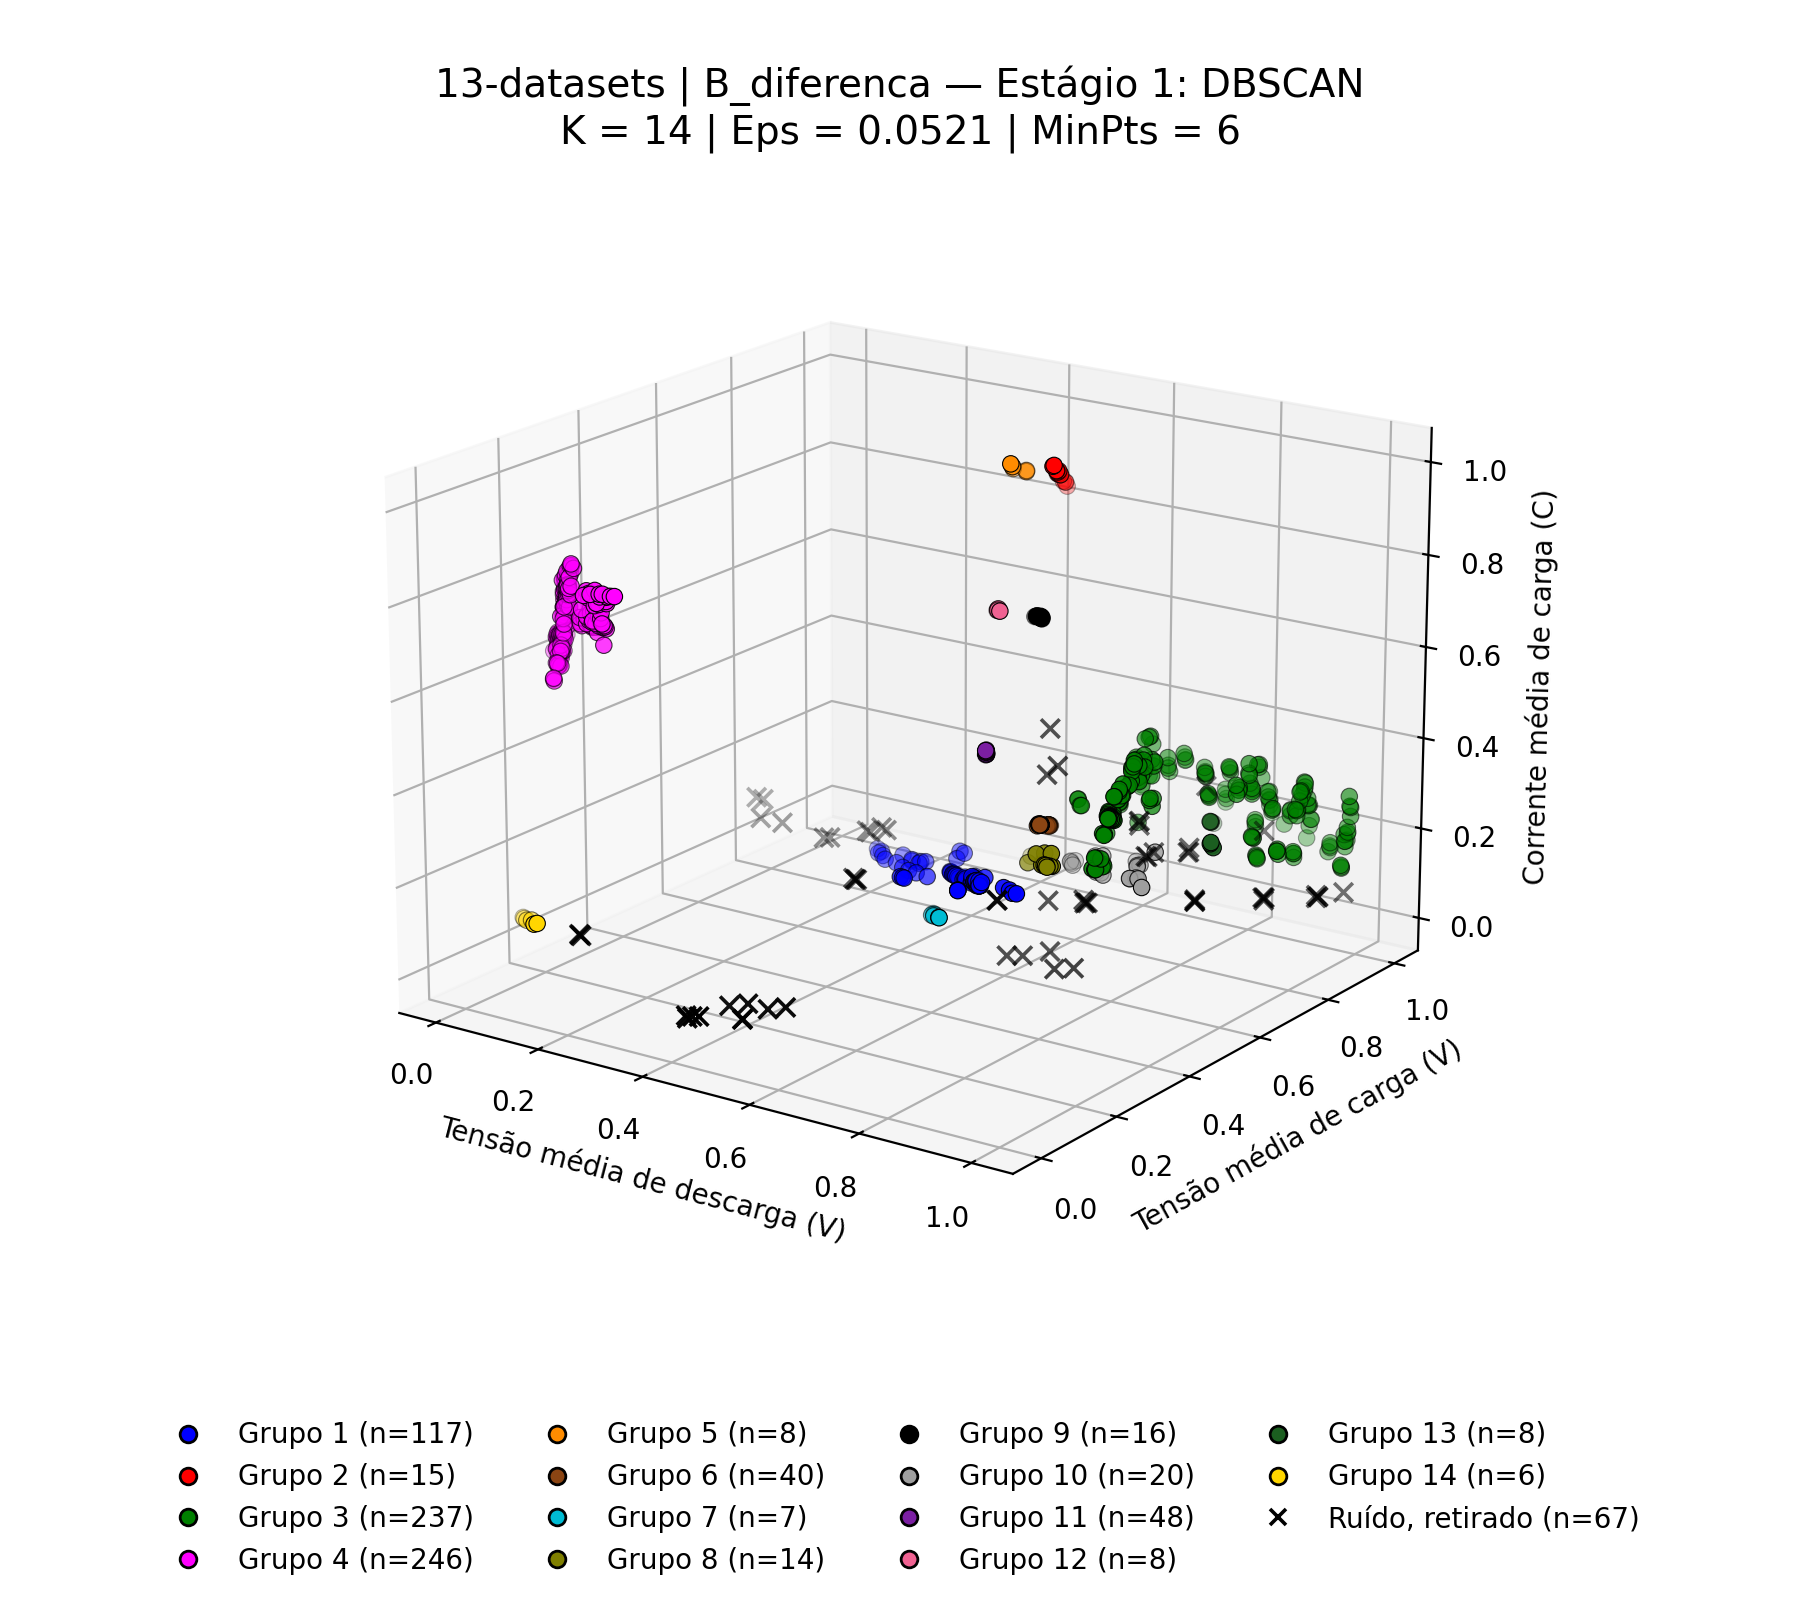 13-datasets | B_diferenca — Estágio 1: DBSCAN
K = 14 | Eps = 0.0521 | MinPts = 6
1.0
0.8
0.6
0.4
0.2
0.0
Corrente média de carga (C)
0.0
0.2
0.4
0.6
0.8
1.0
Tensão média de descarga (V)
0.0
0.2
0.4
0.6
0.8
1.0
Tensão média de carga (V)
Grupo 1 (n=117)
Grupo 2 (n=15)
Grupo 3 (n=237)
Grupo 4 (n=246)
Grupo 5 (n=8)
Grupo 6 (n=40)
Grupo 7 (n=7)
Grupo 8 (n=14)
Grupo 9 (n=16)
Grupo 10 (n=20)
Grupo 11 (n=48)
Grupo 12 (n=8)
Grupo 13 (n=8)
Grupo 14 (n=6)
Ruído, retirado (n=67)